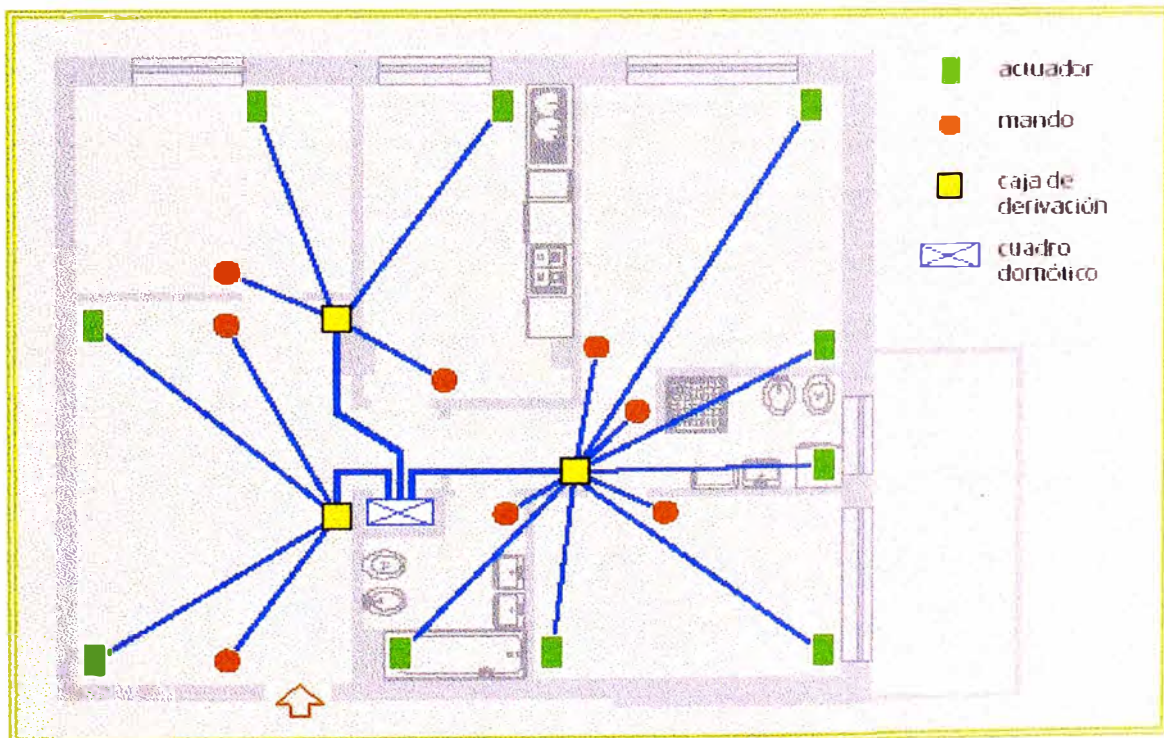 actuador
mando
caja de
derivación
cuadro
domótico